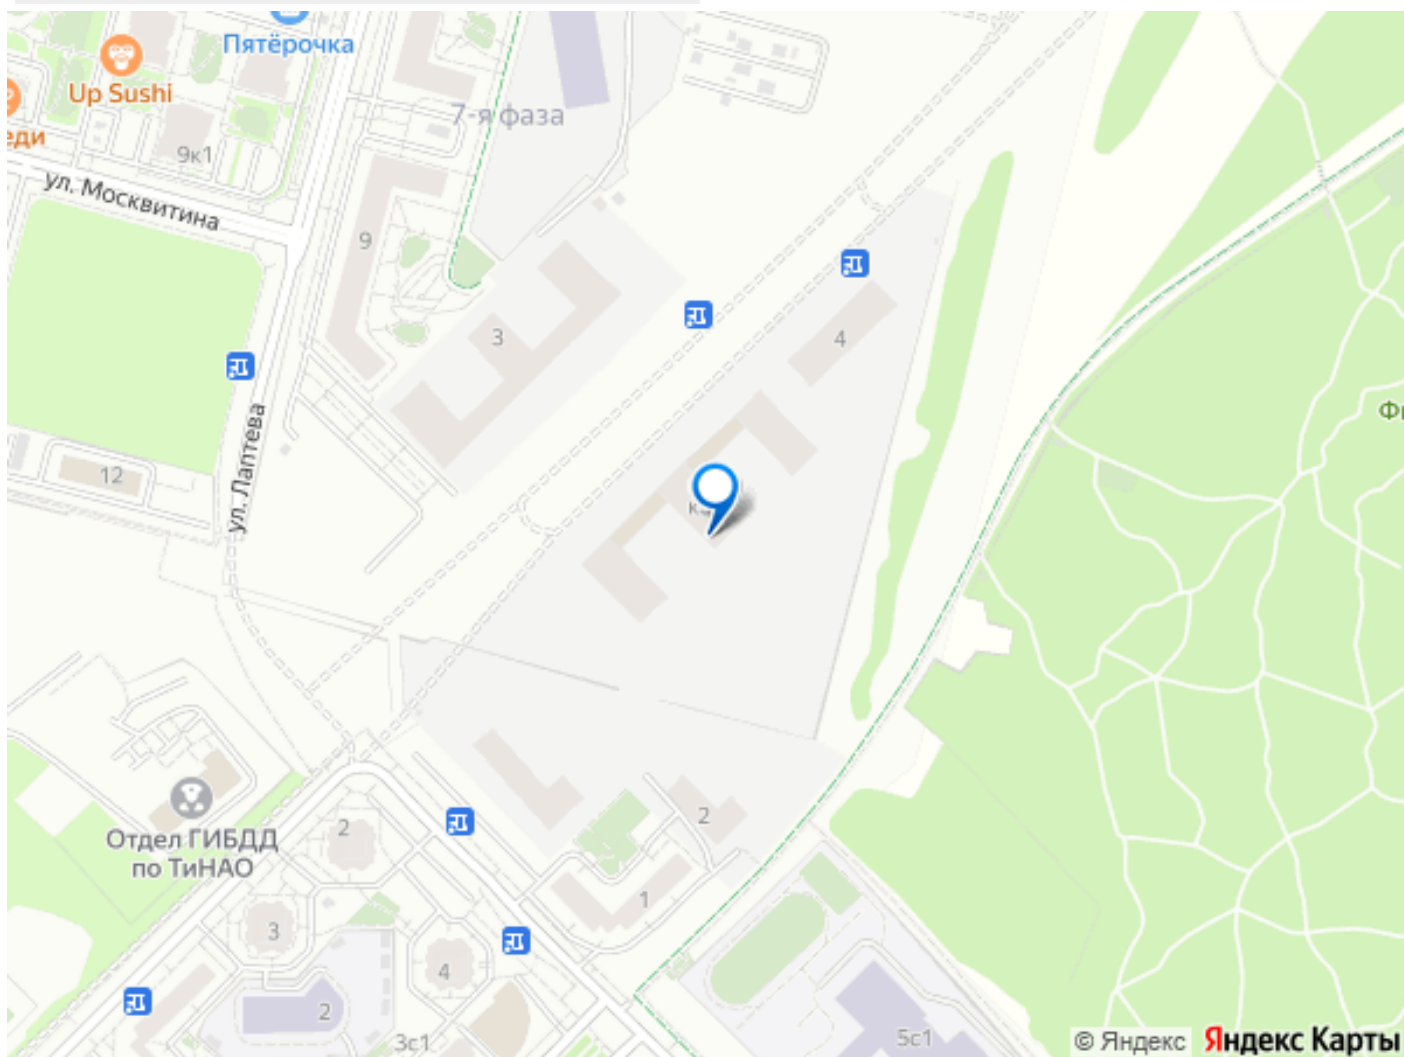 Пятёрочка
Up Sushi
7-я фаза
еди
9к1
ул. Москвитина
9
3
4
ул. Лаптева
12
Отдел ГИБДД
по ТиНАО
2
2
1
3
4
2
3с1
5с1
© Яндекс
Яндекс Карты